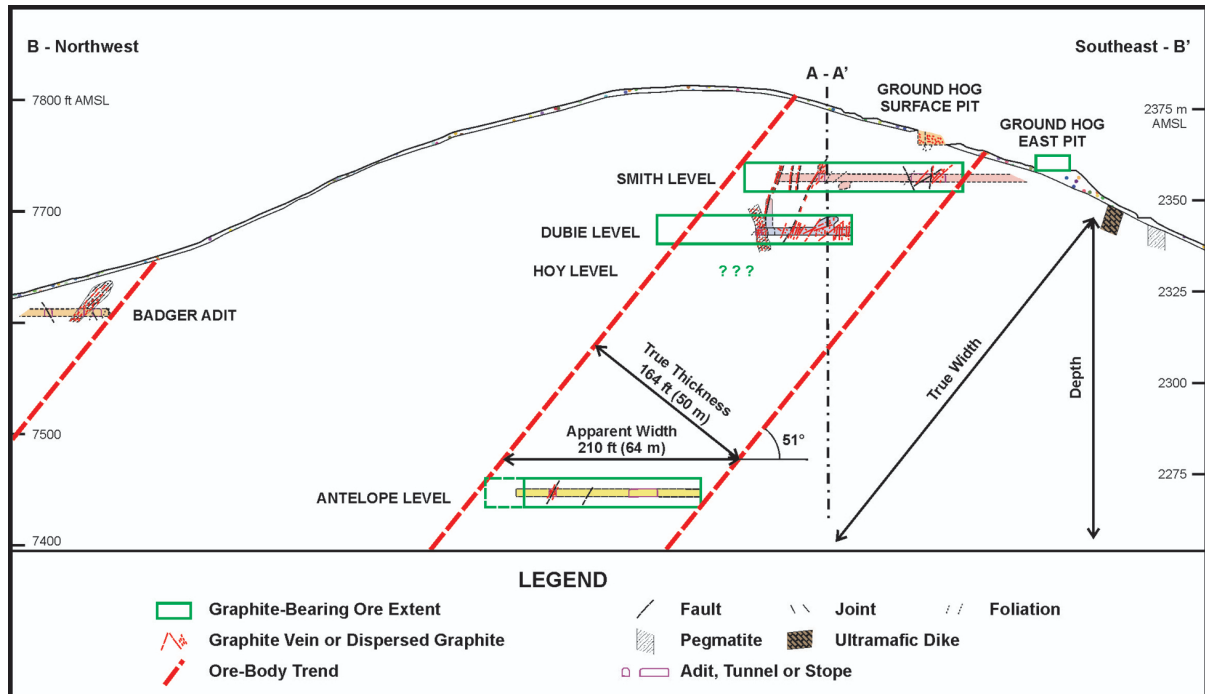 B - Northwest
Southeast - B'
A - A'
7800 ft AMSL
GROUND HOG
SURFACE PIT
2375 m
AMSL
GROUND HOG
EAST PIT
SMITH LEVEL
2350
7700
DUBIE LEVEL
HOY LEVEL
? ? ?
2325
BADGER ADIT
True Thickness
164 ft (50 m)
True Width
Depth
2300
7500
Apparent Width
210 ft (64 m)
51°
2275
ANTELOPE LEVEL
7400
LEGEND
Graphite-Bearing Ore Extent
Fault
Joint
Foliation
Graphite Vein or Dispersed Graphite
Pegmatite
Ultramafic Dike
Ore-Body Trend
Adit, Tunnel or Stope